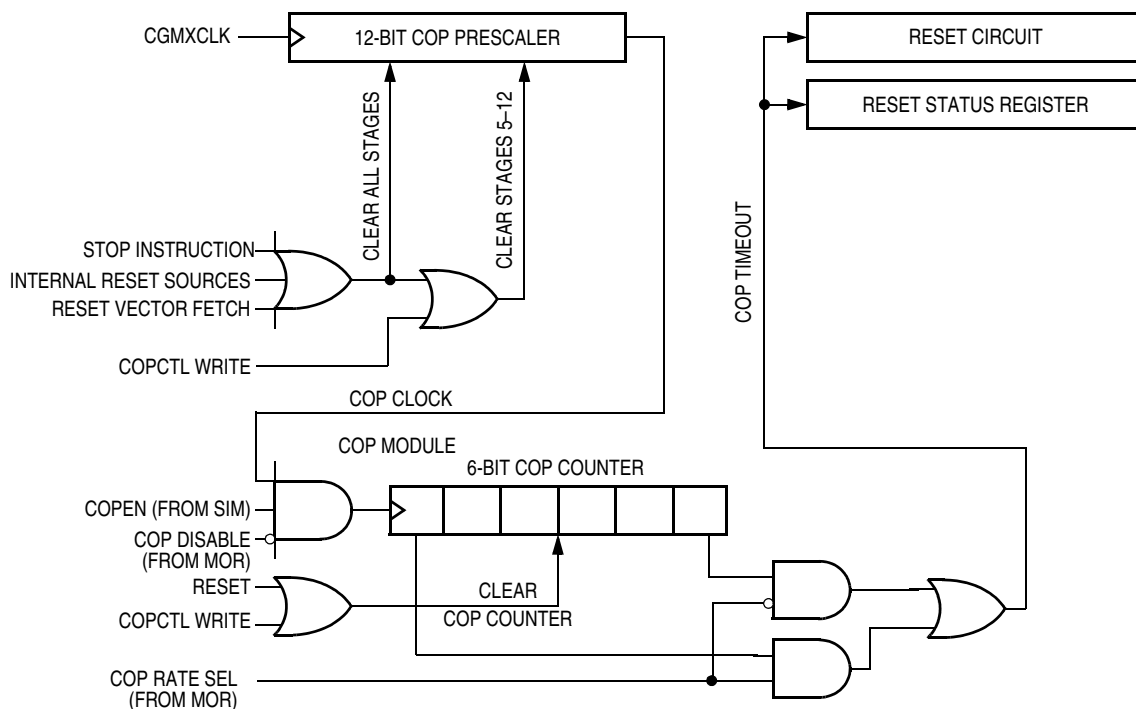 CGMXCLK
12-BIT COP PRESCALER
RESET CIRCUIT
RESET STATUS REGISTER
CLEAR ALL STAGES
CLEAR STAGES 5–12
COP TIMEOUT
STOP INSTRUCTION
INTERNAL RESET SOURCES
RESET VECTOR FETCH
COPCTL WRITE
COP CLOCK
COP MODULE
6-BIT COP COUNTER
COPEN (FROM SIM)
COP DISABLE
(FROM MOR)
RESET
COPCTL WRITE
CLEAR
COP COUNTER
COP RATE SEL
(FROM MOR)